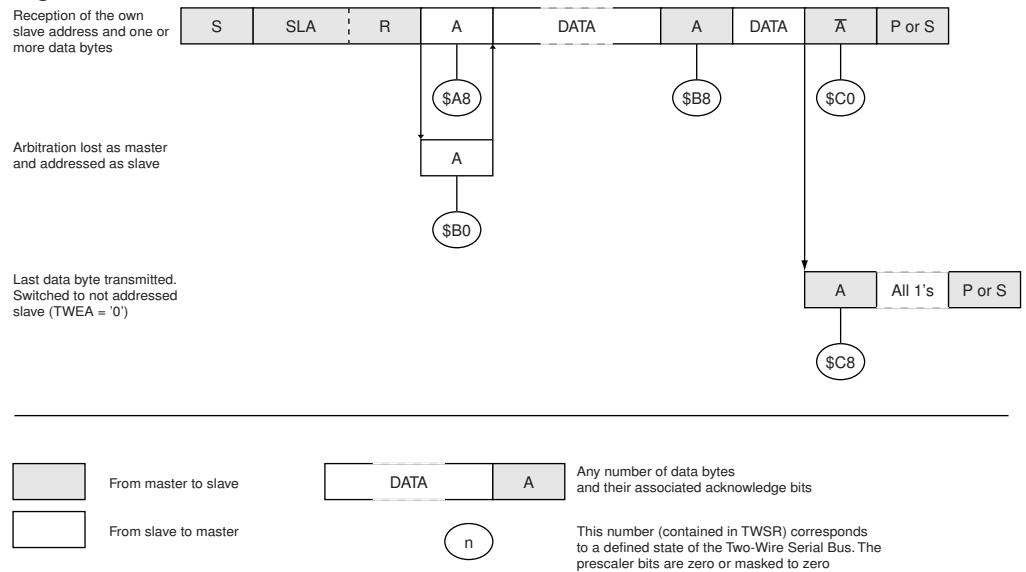 Reception of the own
slave address and one or
more data bytes
S SLA R A DATA A DATA A̅ P or S
$A8 $B8 $C0
Arbitration lost as master
and addressed as slave
A
$B0
Last data byte transmitted.
Switched to not addressed
slave (TWEA = '0')
A All 1's P or S
$C8
From master to slave
DATA A
Any number of data bytes
and their associated acknowledge bits
From slave to master
n
This number (contained in TWSR) corresponds
to a defined state of the Two-Wire Serial Bus. The
prescaler bits are zero or masked to zero